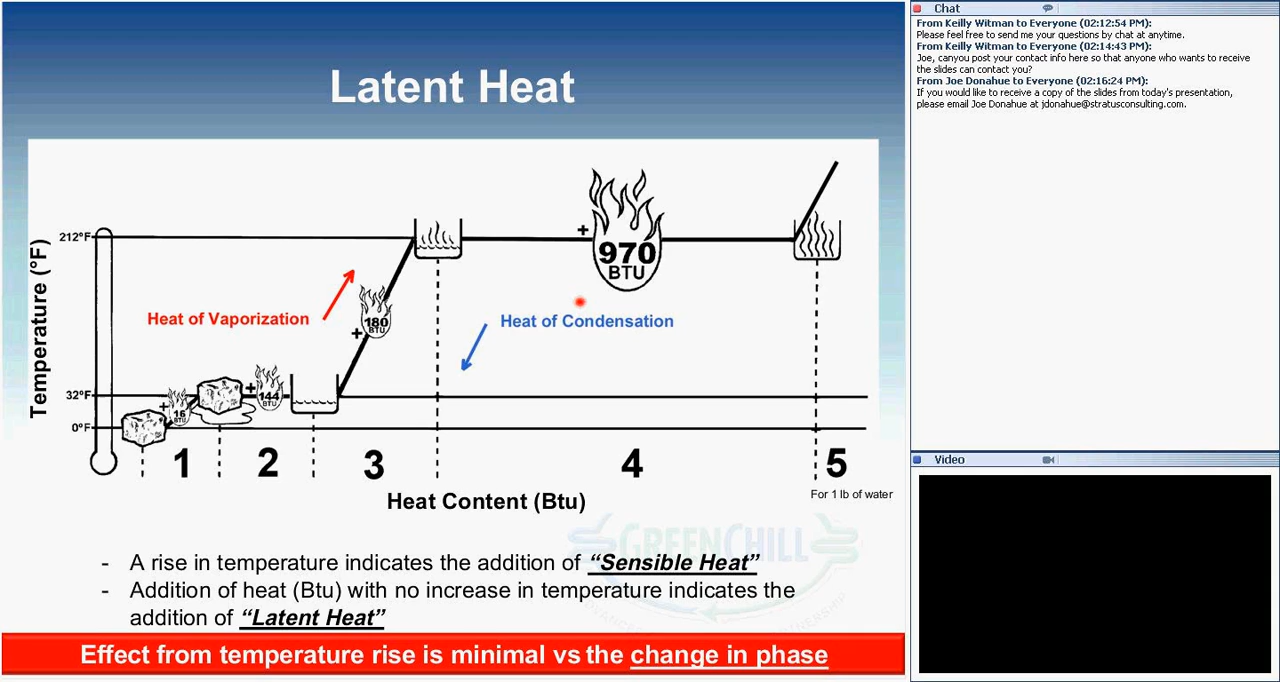 Latent Heat
Temperature (°F)
212°F
32°F
0°F
+
970
BTU
Heat of Vaporization
Heat of Condensation
+
180
BTU
+
16
BTU
+
144
BTU
1
2
3
4
5
Heat Content (Btu)
For 1 lb of water
GREENCHILL
- A rise in temperature indicates the addition of “Sensible Heat”
- Addition of heat (Btu) with no increase in temperature indicates the
addition of “Latent Heat”
Effect from temperature rise is minimal vs the change in phase
Chat
From Keilly Witman to Everyone (02:12:54 PM):
Please feel free to send me your questions by chat at anytime.
From Keilly Witman to Everyone (02:14:43 PM):
Joe, canyou post your contact info here so that anyone who wants to receive
the slides can contact you?
From Joe Donahue to Everyone (02:16:24 PM):
If you would like to receive a copy of the slides from today's presentation,
please email Joe Donahue at jdonahue@stratusconsulting.com.
Video